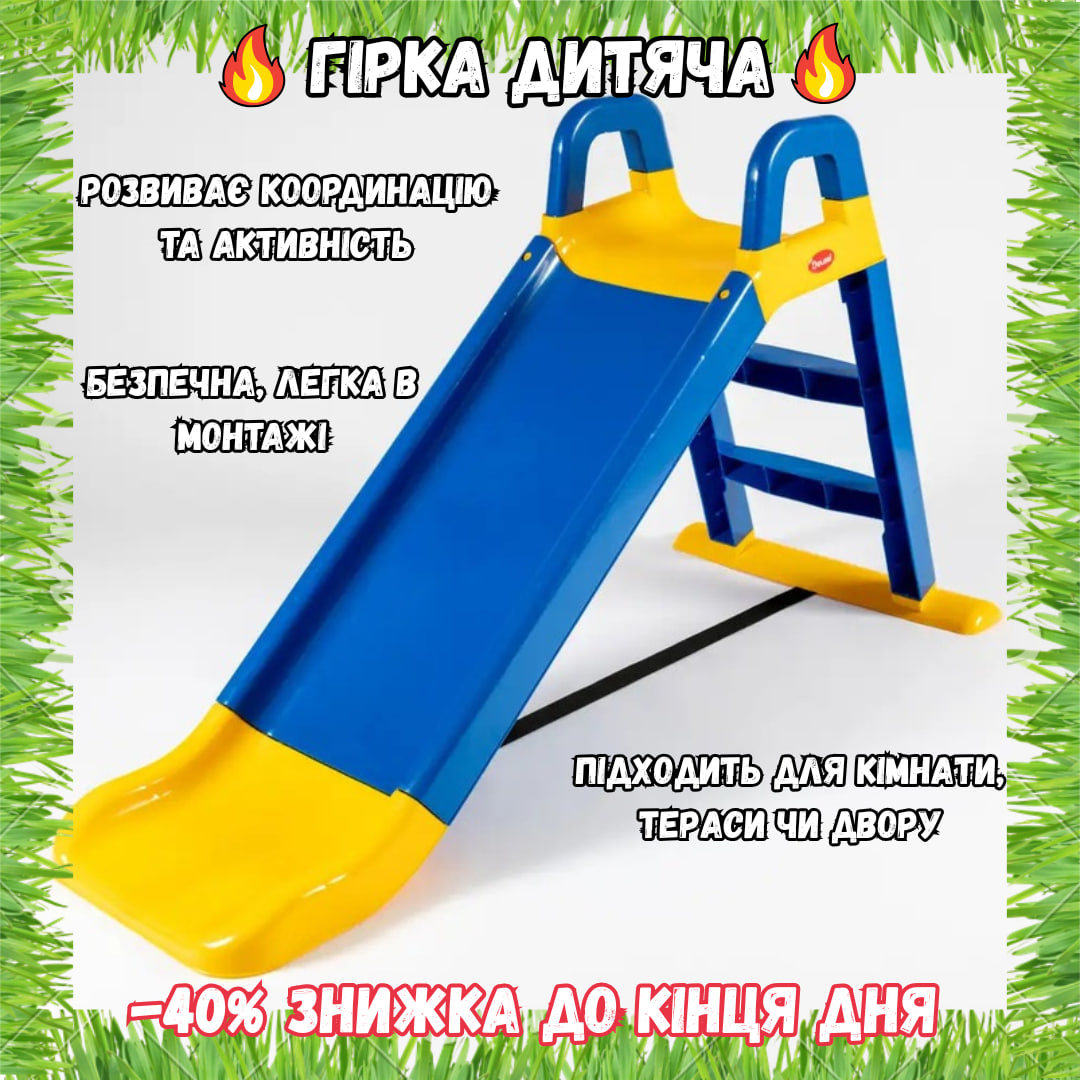 ГІРКА ДИТЯЧА
РОЗВИВАЄ КООРДИНАЦІЮ
ТА АКТИВНІСТЬ
БЕЗПЕЧНА, ЛЕГКА В
МОНТАЖІ
ПІДХОДИТЬ ДЛЯ КІМНАТИ,
ТЕРАСИ ЧИ ДВОРУ
-40% ЗНИЖКА ДО КІНЦЯ ДНЯ